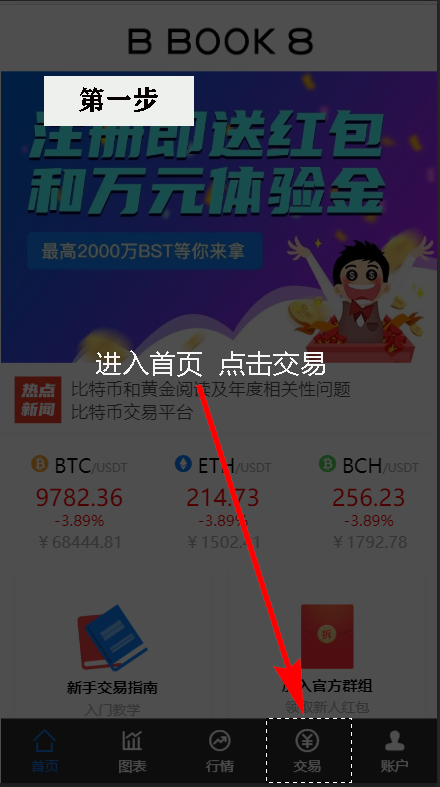 B BOOK 8
第一步
注册即送红包
和万元体验金
最高2000万BST等你来拿
进入首页 点击交易
热点
新闻
比特币和黄金阅读及年度相关性问题
比特币交易平台
BTC/USDT
ETH/USDT
BCH/USDT
9782.36
214.73
256.23
-3.89%
-3.89%
-3.89%
￥68444.81
￥1502.41
￥1792.78
拆
新手交易指南
进入官方群组
入门教学
领取新人红包
首页
图表
行情
交易
账户